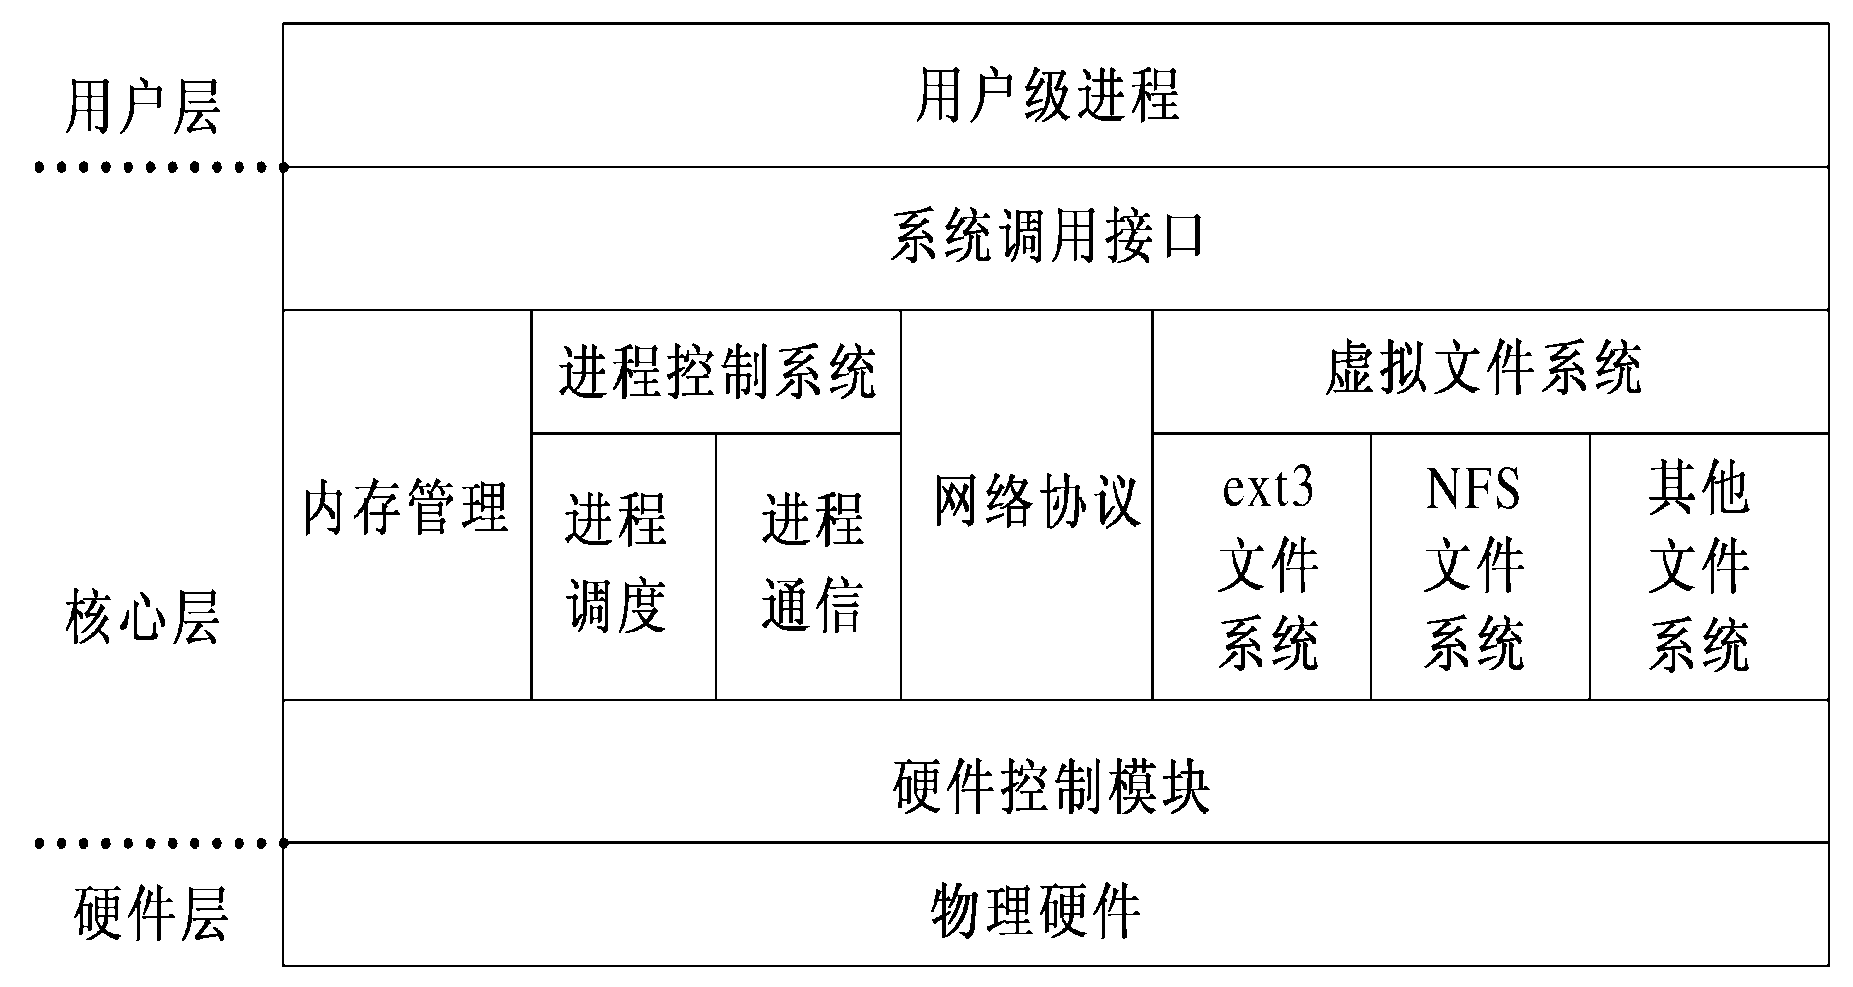 用户层
用户级进程
系统调用接口
核心层
内存管理
进程控制系统
进程
调度
进程
通信
网络协议
虚拟文件系统
ext3
文件
系统
NFS
文件
系统
其他
文件
系统
硬件控制模块
硬件层
物理硬件